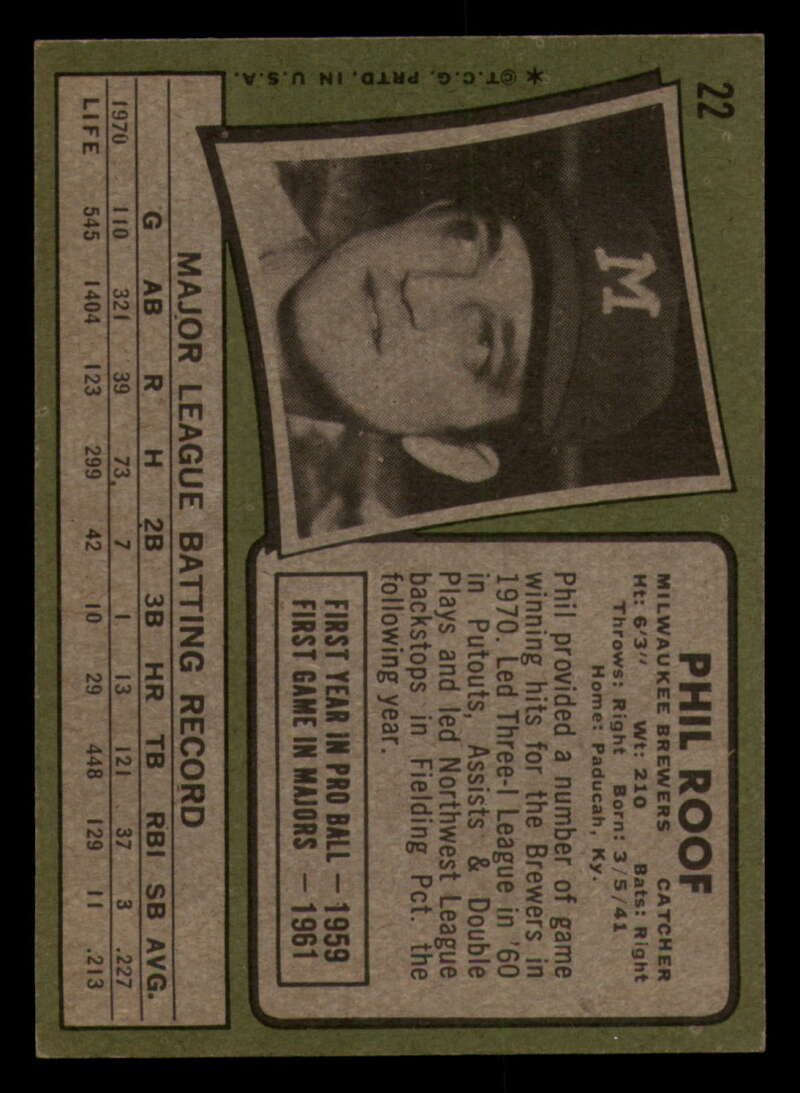 22
✶ © T.C.G. PRTD. IN U.S.A.
M
PHIL ROOF
MILWAUKEE BREWERS CATCHER
Ht: 6'3" Wt: 210 Bats: Right
Throws: Right Born: 3/5/41
Home: Paducah, Ky.
Phil provided a number of game
winning hits for the Brewers in
1970. Led Three-I League in '60
in Putouts, Assists & Double
Plays and led Northwest League
backstops in Fielding Pct. the
following year.
FIRST YEAR IN PRO BALL — 1959
FIRST GAME IN MAJORS — 1961
MAJOR LEAGUE BATTING RECORD
G AB R H 2B 3B HR TB RBI SB AVG.
1970 110 321 39 73 7 1 13 121 37 3 .227
LIFE 545 1404 123 299 42 10 29 448 129 11 .213